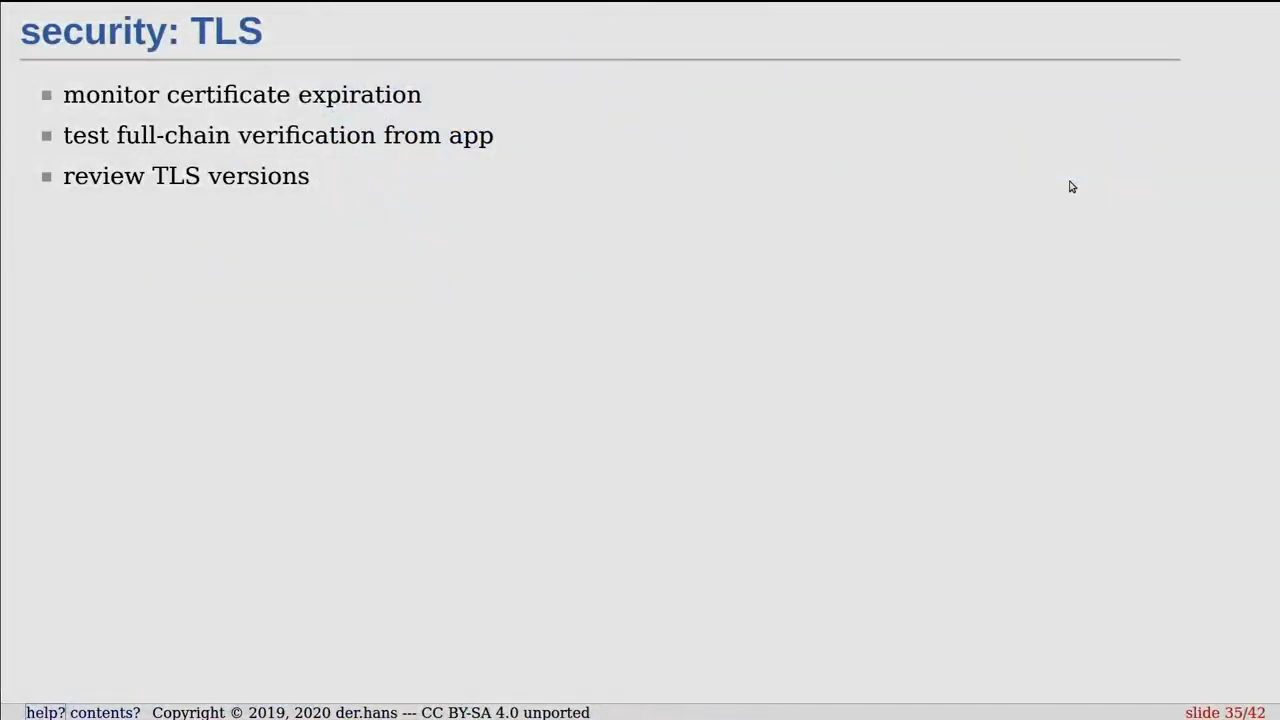 security: TLS
monitor certificate expiration
test full-chain verification from app
review TLS versions
help? contents? Copyright © 2019, 2020 der.hans --- CC BY-SA 4.0 unported slide 35/42